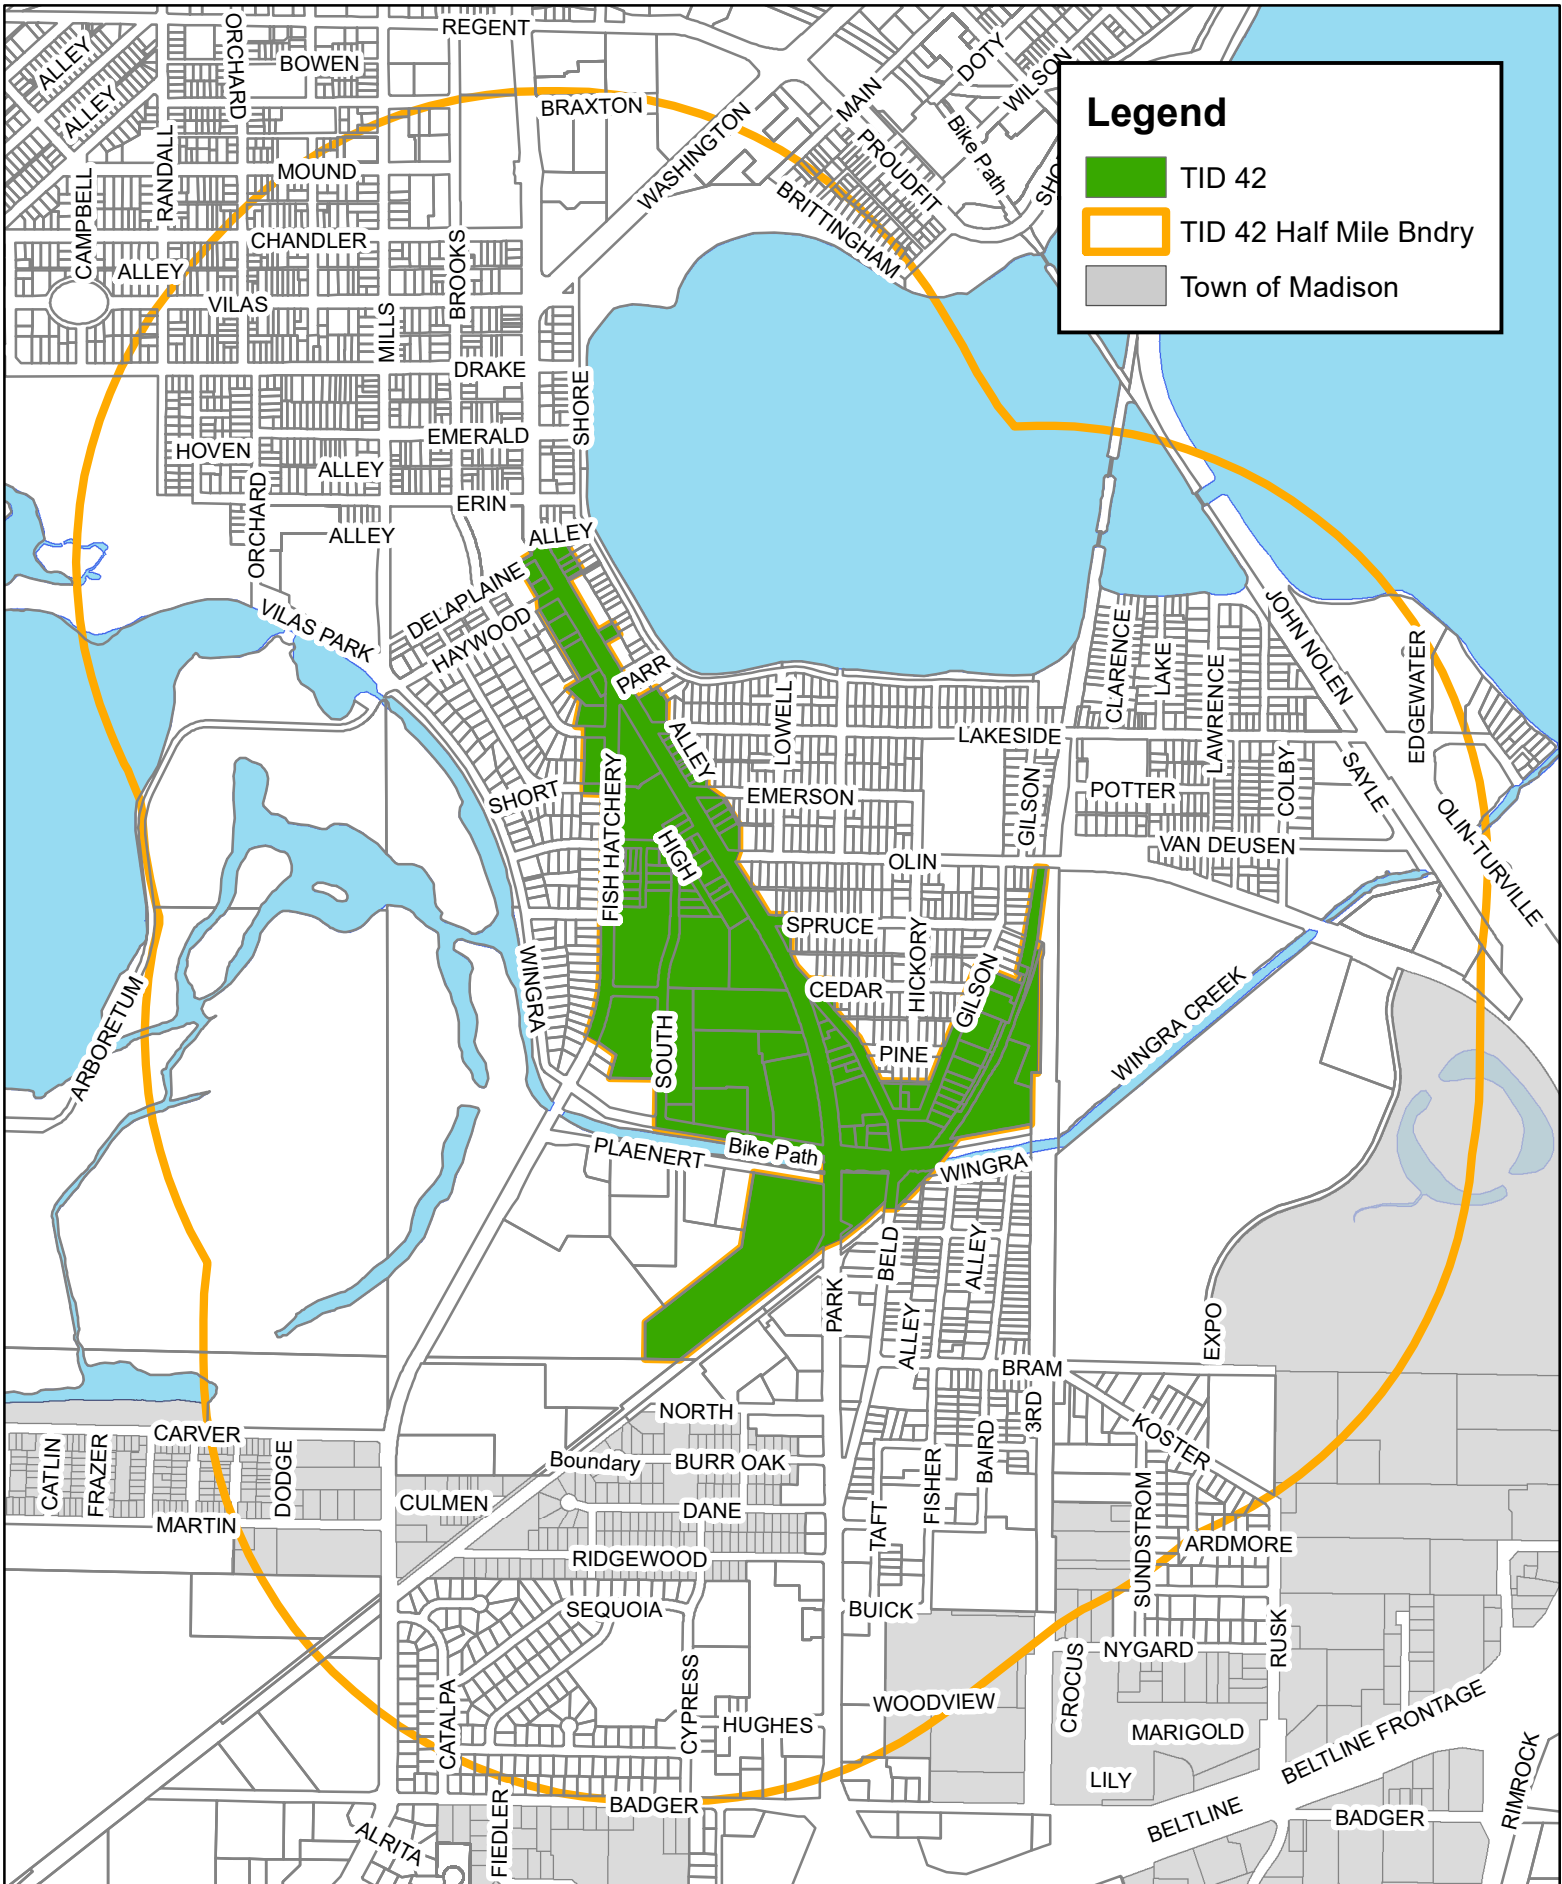 REGENT
ORCHARD
BOWEN
ALLEY
ALLEY
DOTY
WILSON
MAIN
BRAXTON
WASHINGTON
PROUDFIT
Bike Path
BRITTINGHAM
RANDALL
MOUND
CAMPBELL
CHANDLER
BROOKS
ALLEY
VILAS
MILLS
DRAKE
SHORE
Legend
TID 42
TID 42 Half Mile Bndry
Town of Madison
EMERALD
HOVEN
ALLEY
ORCHARD
ERIN
ALLEY
ALLEY
DELAPLAINE
HAYWOOD
VILAS PARK
PARR
JOHN NOLEN
CLARENCE
LAKE
LAWRENCE
EDGEWATER
LOWELL
LAKESIDE
ALLEY
FISH HATCHERY
SHORT
EMERSON
GILSON
POTTER
COLBY
SAYLE
OLIN-TURVILLE
HIGH
OLIN
VAN DEUSEN
SPRUCE
HICKORY
WINGRA
CEDAR
GILSON
ARBORETUM
SOUTH
PINE
WINGRA CREEK
PLAENERT
Bike Path
WINGRA
BELD
ALLEY
PARK
ALLEY
EXPO
BRAM
3RD
NORTH
CARVER
CATLIN
FRAZER
DODGE
Boundary
BURR OAK
KOSTER
BAIRD
FISHER
CULMEN
DANE
MARTIN
TAFT
SUNDSTROM
ARDMORE
RIDGEWOOD
SEQUOIA
BUICK
RUSK
NYGARD
CROCUS
CATALPA
CYPRESS
WOODVIEW
HUGHES
MARIGOLD
BELTLINE FRONTAGE
LILY
RIMROCK
BADGER
BELTLINE
BADGER
FIEDLER
ALRITA